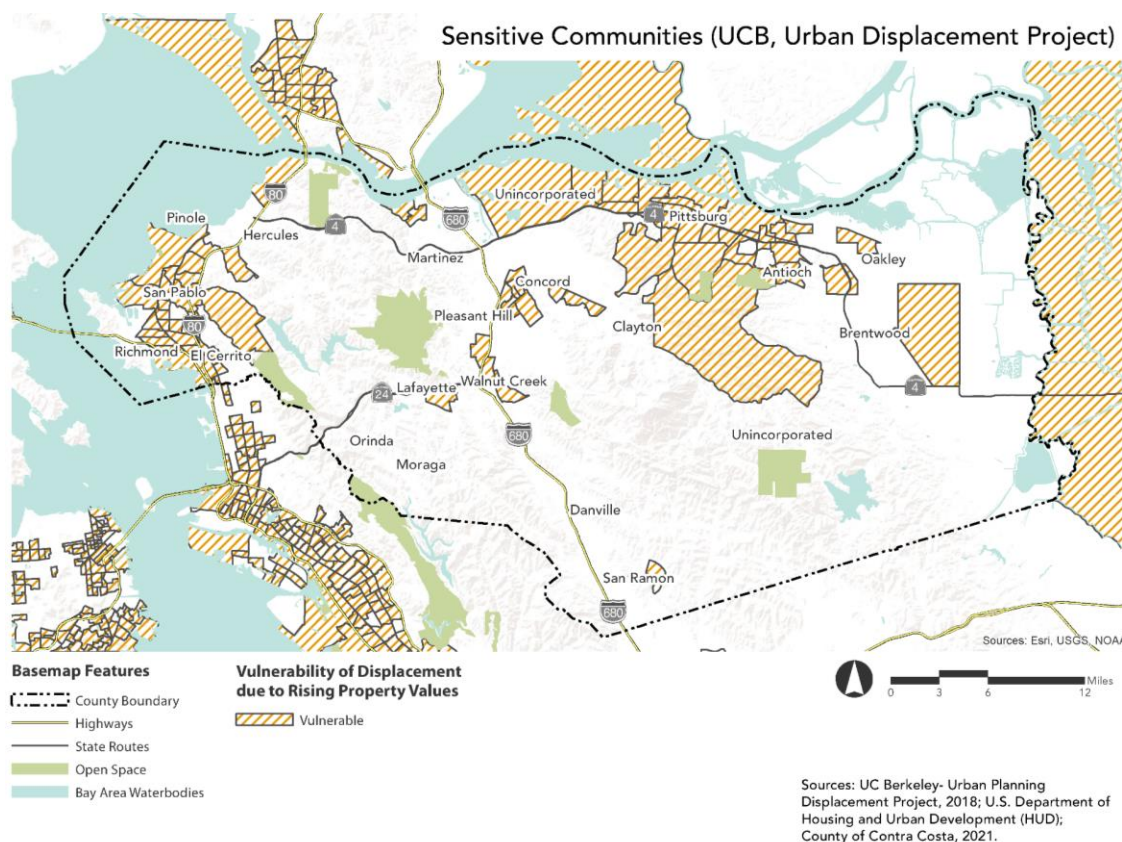 Sensitive Communities (UCB, Urban Displacement Project)
80
Unincorporated
680
Pinole
4
Pittsburg
Hercules
4
Martinez
Oakley
Antioch
Concord
San Pablo
80
Pleasant Hill
Clayton
Brentwood
Richmond
El Cerrito
Walnut Creek
Lafayette
24
4
680
Unincorporated
Orinda
Moraga
Danville
San Ramon
680
Sources: Esri, USGS, NOAA
Basemap Features
County Boundary
Highways
State Routes
Open Space
Bay Area Waterbodies
Vulnerability of Displacement
due to Rising Property Values
Vulnerable
Miles
0 3 6 12
Sources: UC Berkeley- Urban Planning
Displacement Project, 2018; U.S. Department of
Housing and Urban Development (HUD);
County of Contra Costa, 2021.